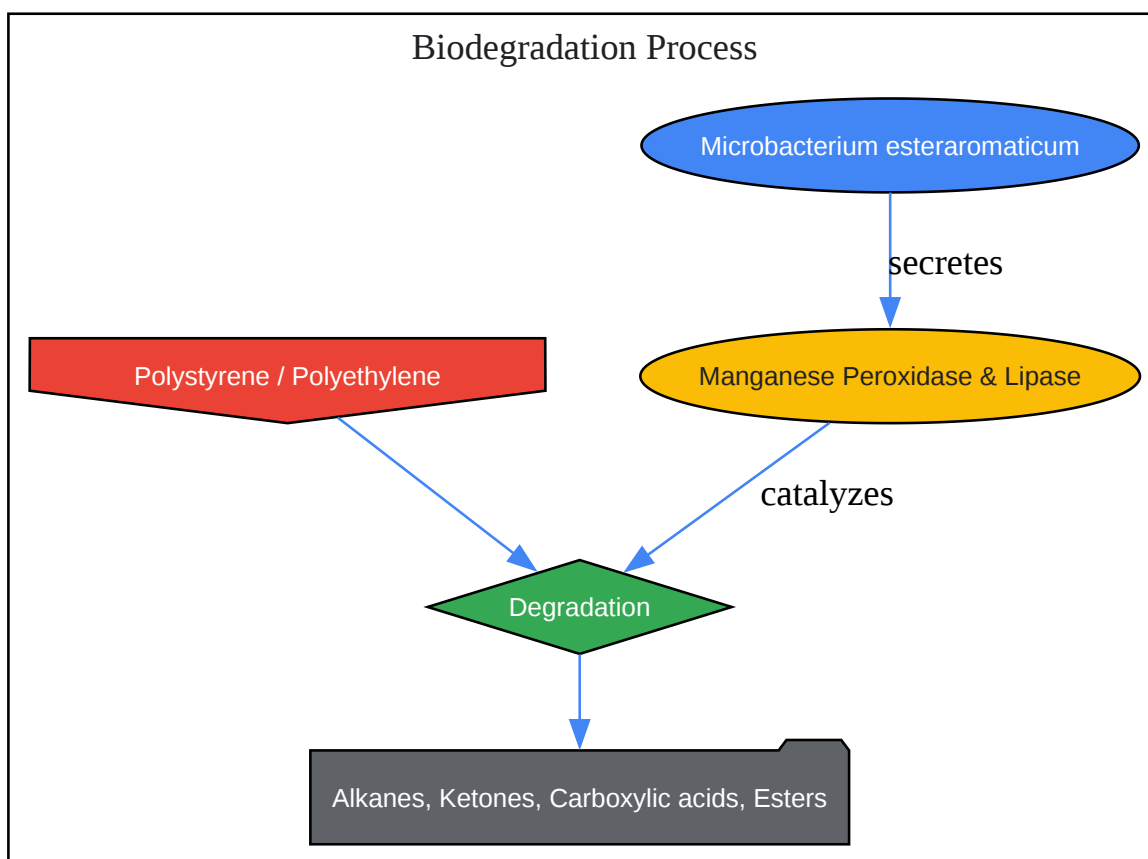 Biodegradation Process
Microbacterium esteraromaticum
secretes
Polystyrene / Polyethylene
Manganese Peroxidase & Lipase
catalyzes
Degradation
Alkanes, Ketones, Carboxylic acids, Esters